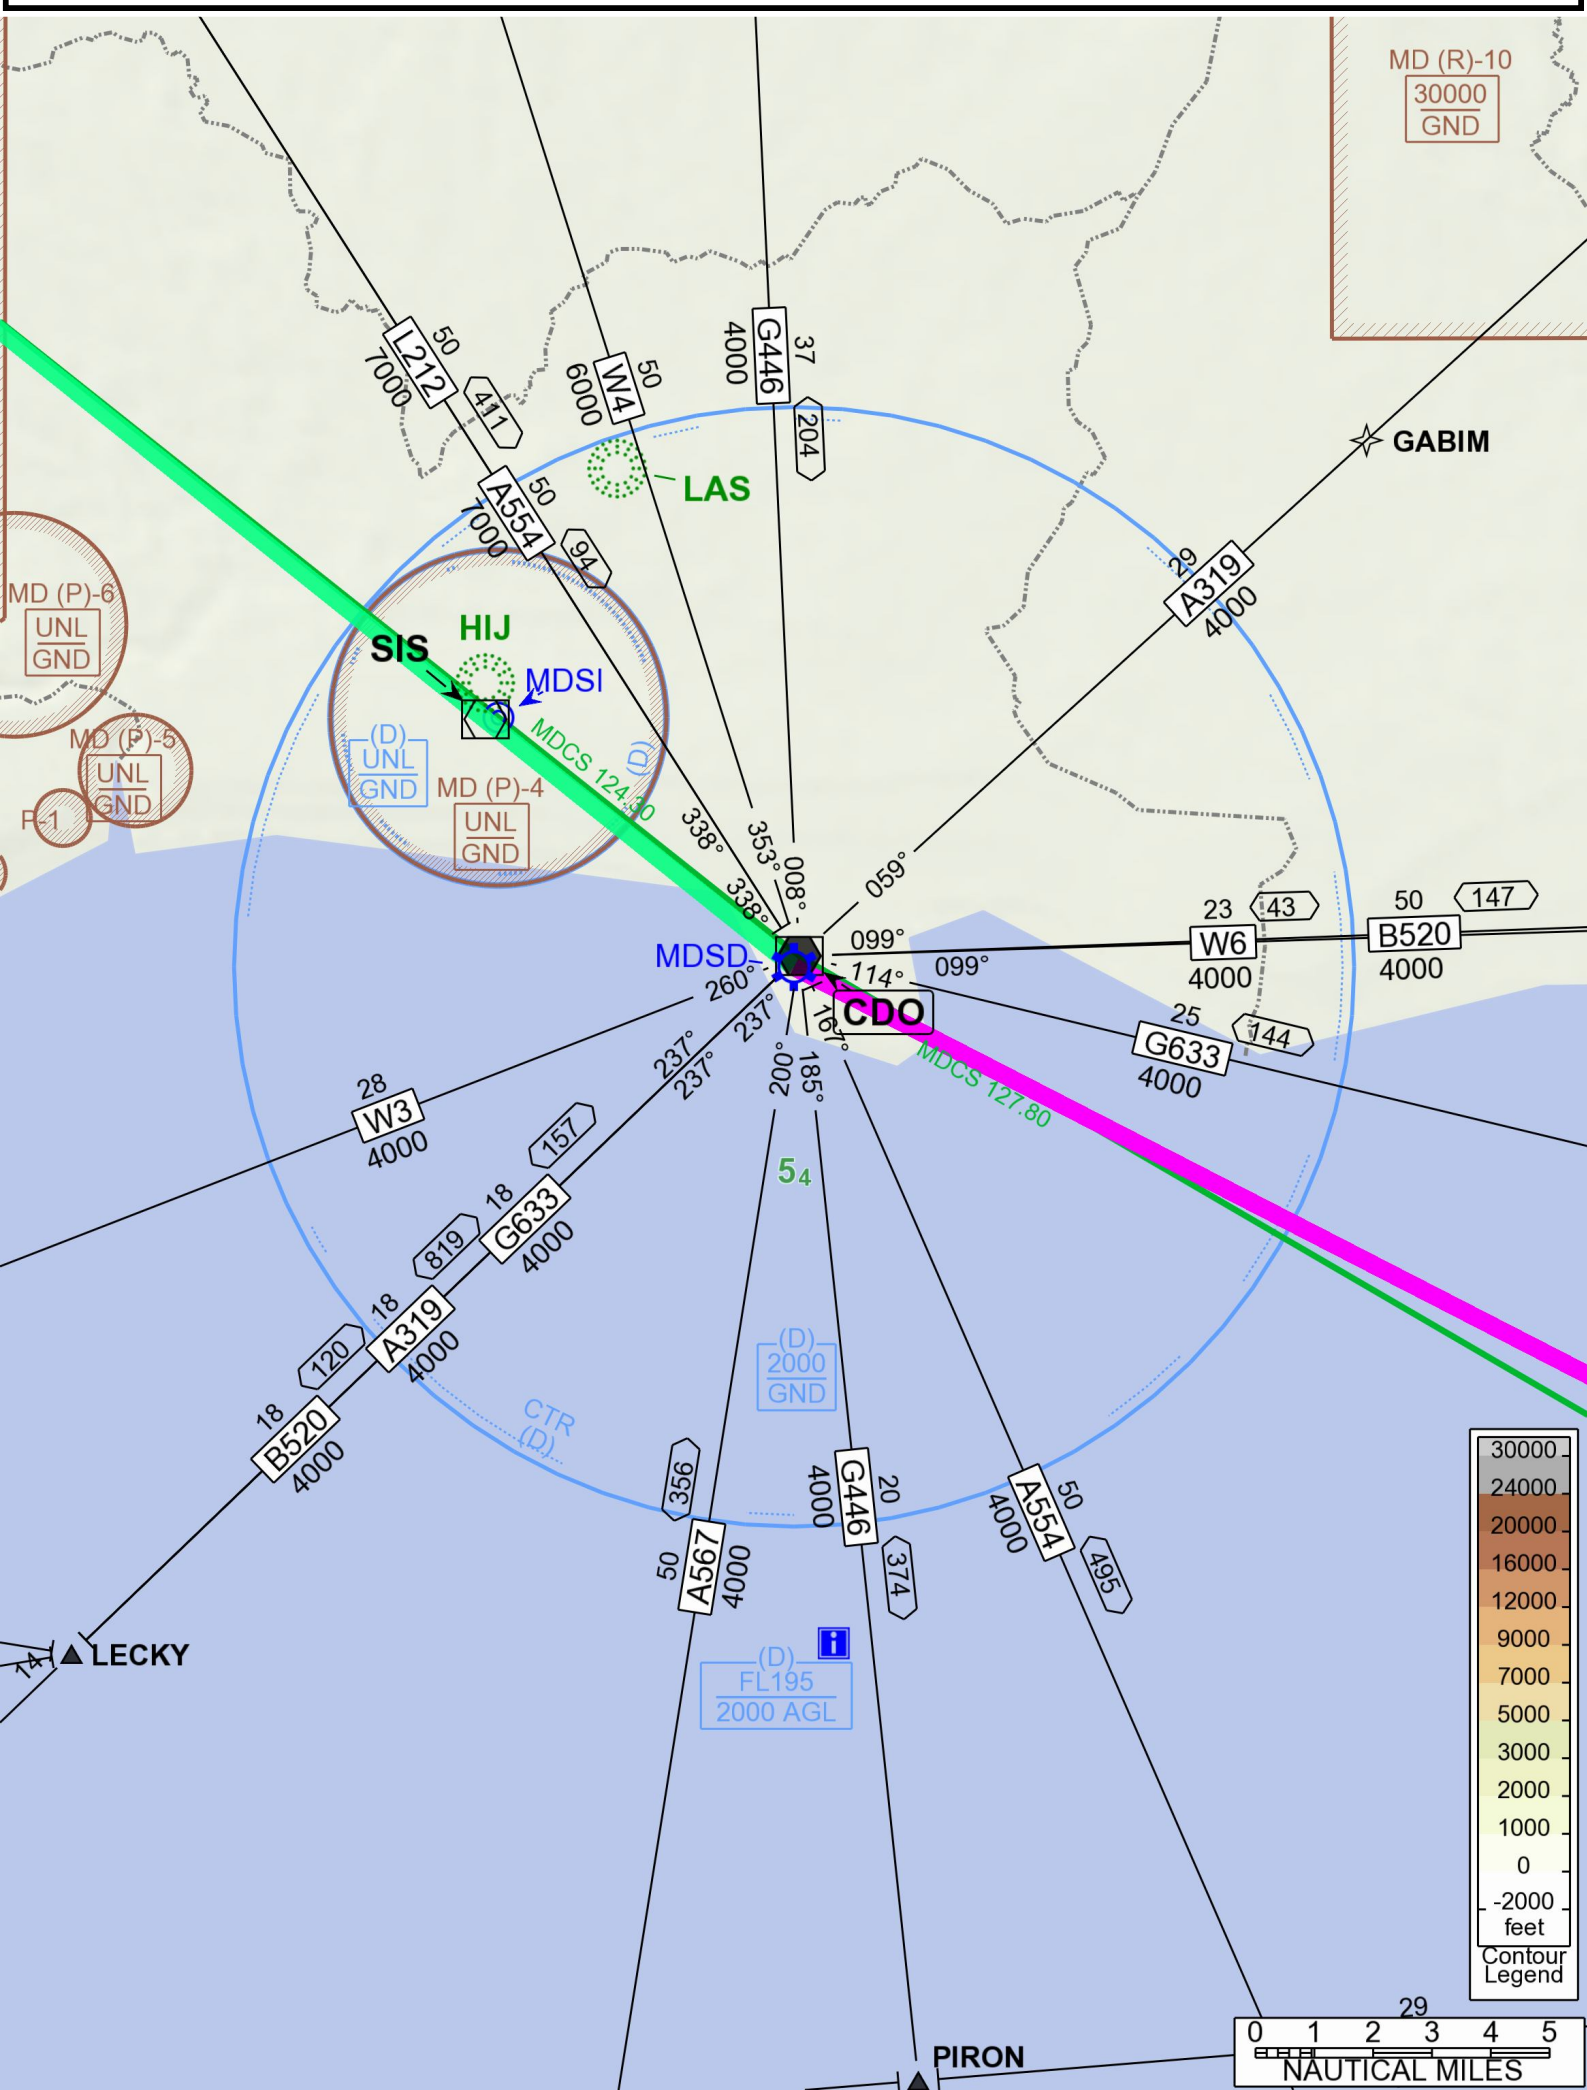 MD (R)-10
30000
GND
L212
50
7000
411
W4
50
6000
G446
37
4000
204
GABIM
LAS
A554
50
7000
94
29
A319
4000
MD (P)-6
UNL
GND
HIJ
SIS
MDSI
MDCS 124.30
(D)
UNL
GND
(D)
MD (P)-5
UNL
GND
P-1
MD (P)-4
UNL
GND
338°
353°
008°
059°
338°
099°
099°
23
43
W6
4000
50
147
B520
4000
MDSD
260°
114°
CDO
237°
237°
237°
200°
185°
167°
MDCS 127.80
25
144
G633
4000
28
W3
4000
157
18
G633
4000
54
819
18
A319
4000
120
18
B520
4000
(D)
2000
GND
CTR
(D)
356
50
A567
4000
G446
20
4000
374
A554
50
4000
495
(D)
FL195
2000 AGL
i
LECKY
14
30000
24000
20000
16000
12000
9000
7000
5000
3000
2000
1000
0
-2000
feet
Contour
Legend
29
PIRON
0 1 2 3 4 5
NAUTICAL MILES